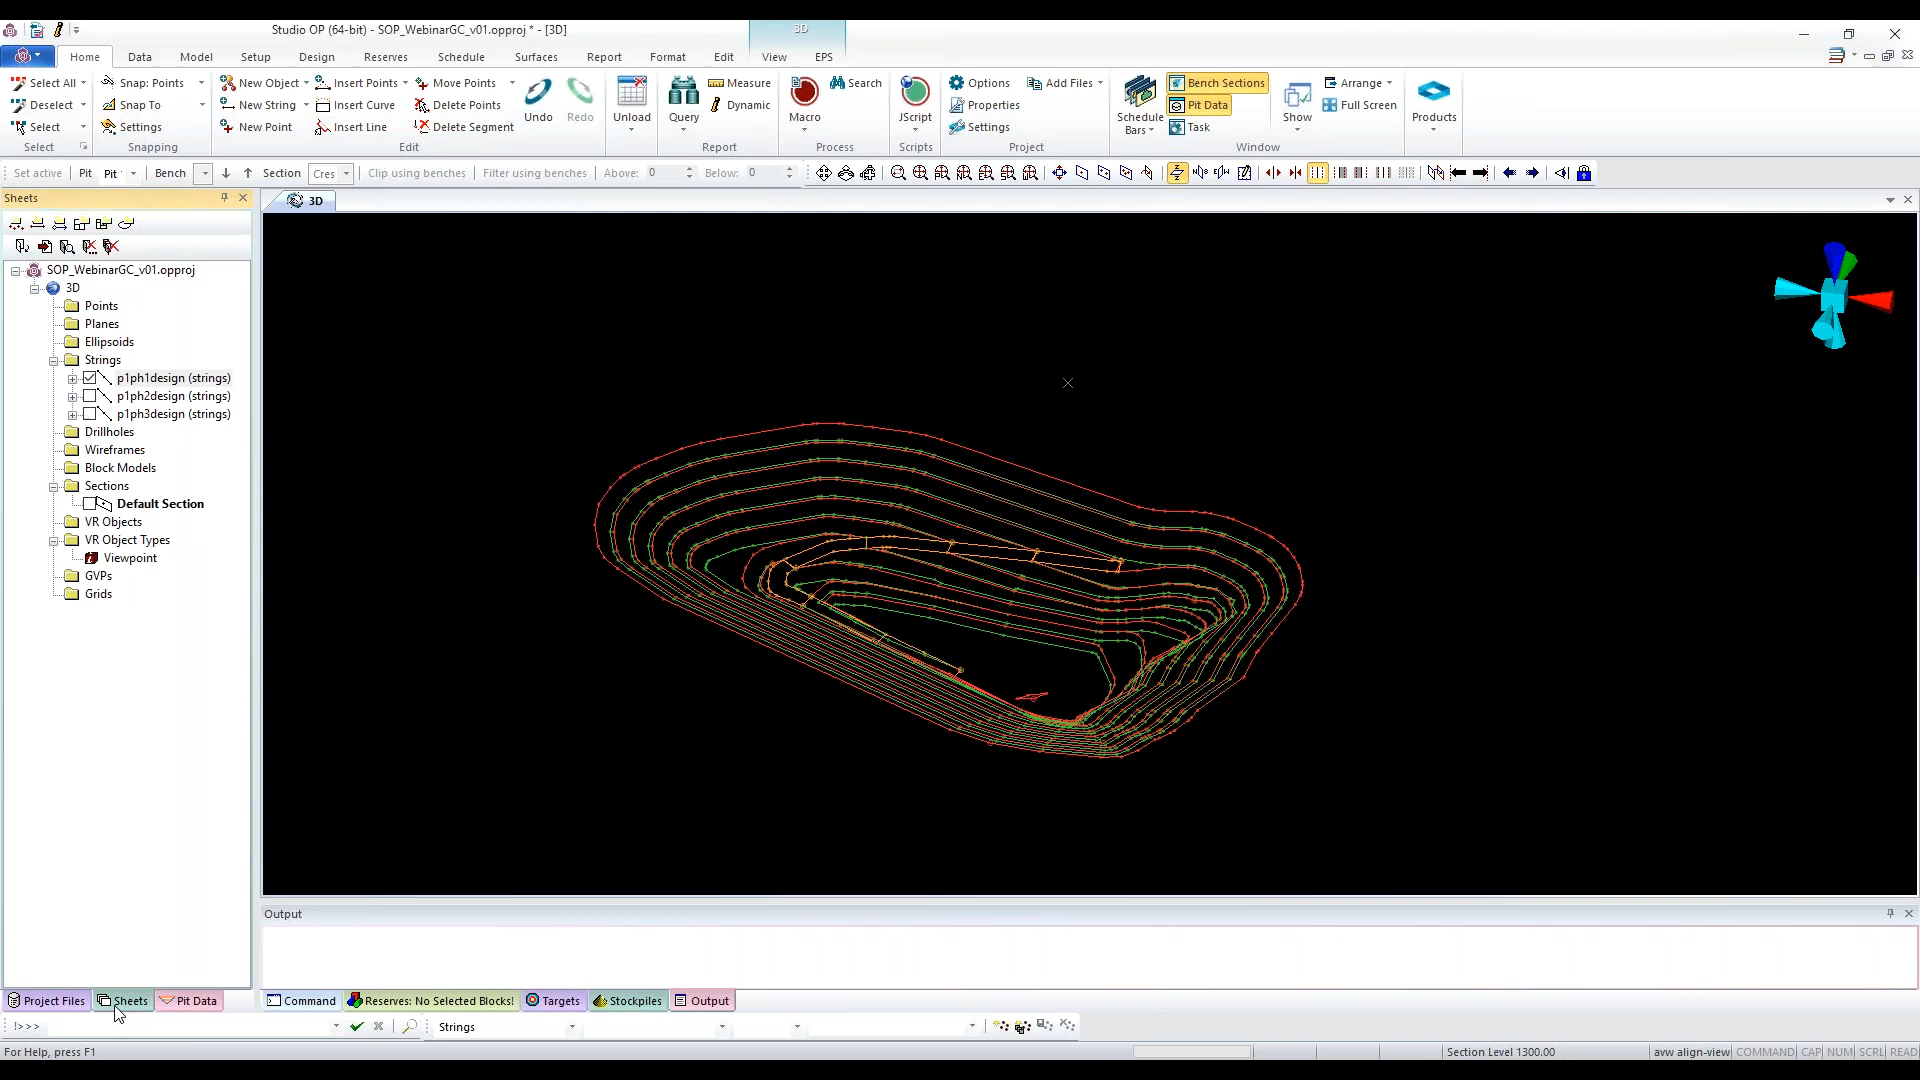 Studio OP (64-bit) - SOP_WebinarGC_v01.opproj * - [3D]
3D
Home Data Model Setup Design Reserves Schedule Surfaces Report Format Edit View EPS
Select All Snap: Points New Object Insert Points Move Points Measure Search Options Add Files Bench Sections Arrange
Deselect Snap To New String Insert Curve Delete Points Dynamic Properties Pit Data Full Screen
Undo Redo Unload Query Macro JScript Schedule Bars Show Products
Select Settings New Point Insert Line Delete Segment Settings Task
Select Snapping Edit Report Process Scripts Project Window
Set active Pit Pit Bench Section Cres Clip using benches Filter using benches Above: 0 Below: 0
Sheets
3D
SOP_WebinarGC_v01.opproj
3D
Points
Planes
Ellipsoids
Strings
p1ph1design (strings)
p1ph2design (strings)
p1ph3design (strings)
Drillholes
Wireframes
Block Models
Sections
Default Section
VR Objects
VR Object Types
Viewpoint
GVPs
Grids
Output
Project Files Sheets Pit Data Command Reserves: No Selected Blocks! Targets Stockpiles Output
!>>> Strings
For Help, press F1 Section Level 1300.00 avw align-view COMMAND CAP NUM SCRL READ